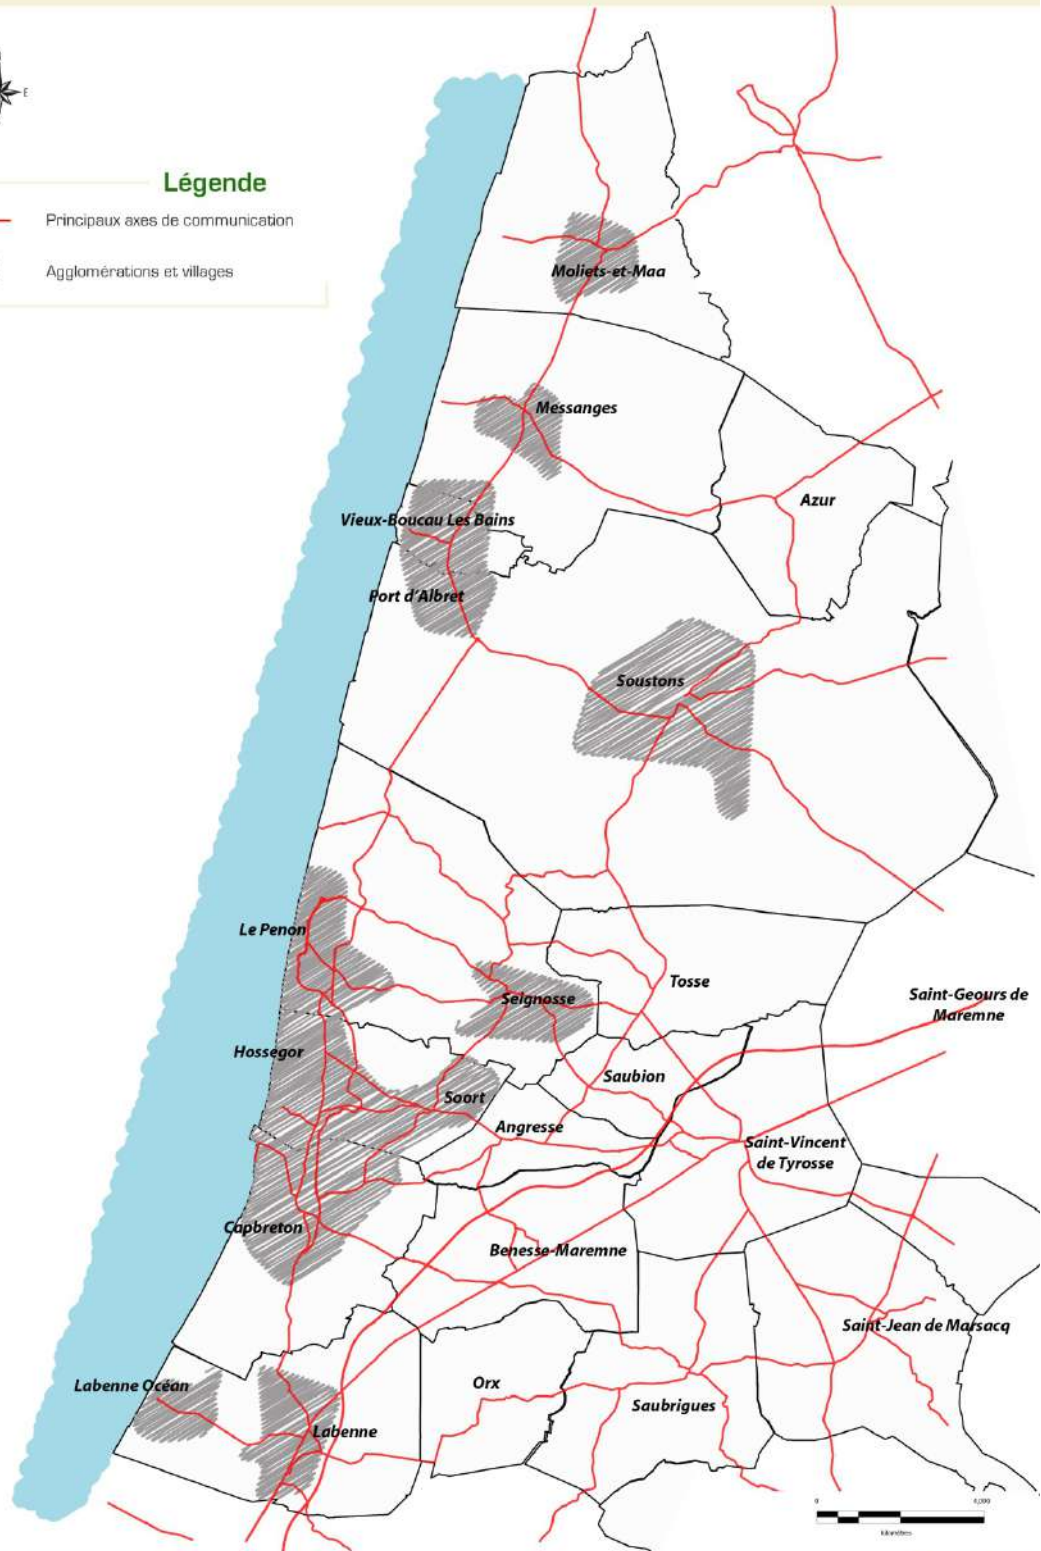 E
Légende
Principaux axes de communication
Agglomérations et villages
Moliets-et-Maa
Messanges
Azur
Vieux-Boucau Les Bains
Port d'Albret
Soustons
Le Penon
Tosse
Seignosse
Saint-Geours de
Maremne
Hossegor
Saubion
Soort
Angresse
Saint-Vincent
de Tyrosse
Capbreton
Benesse-Maremne
Saint-Jean de Marsacq
Labenne Océan
Orx
Saubrigues
Labenne
0
kilomètres